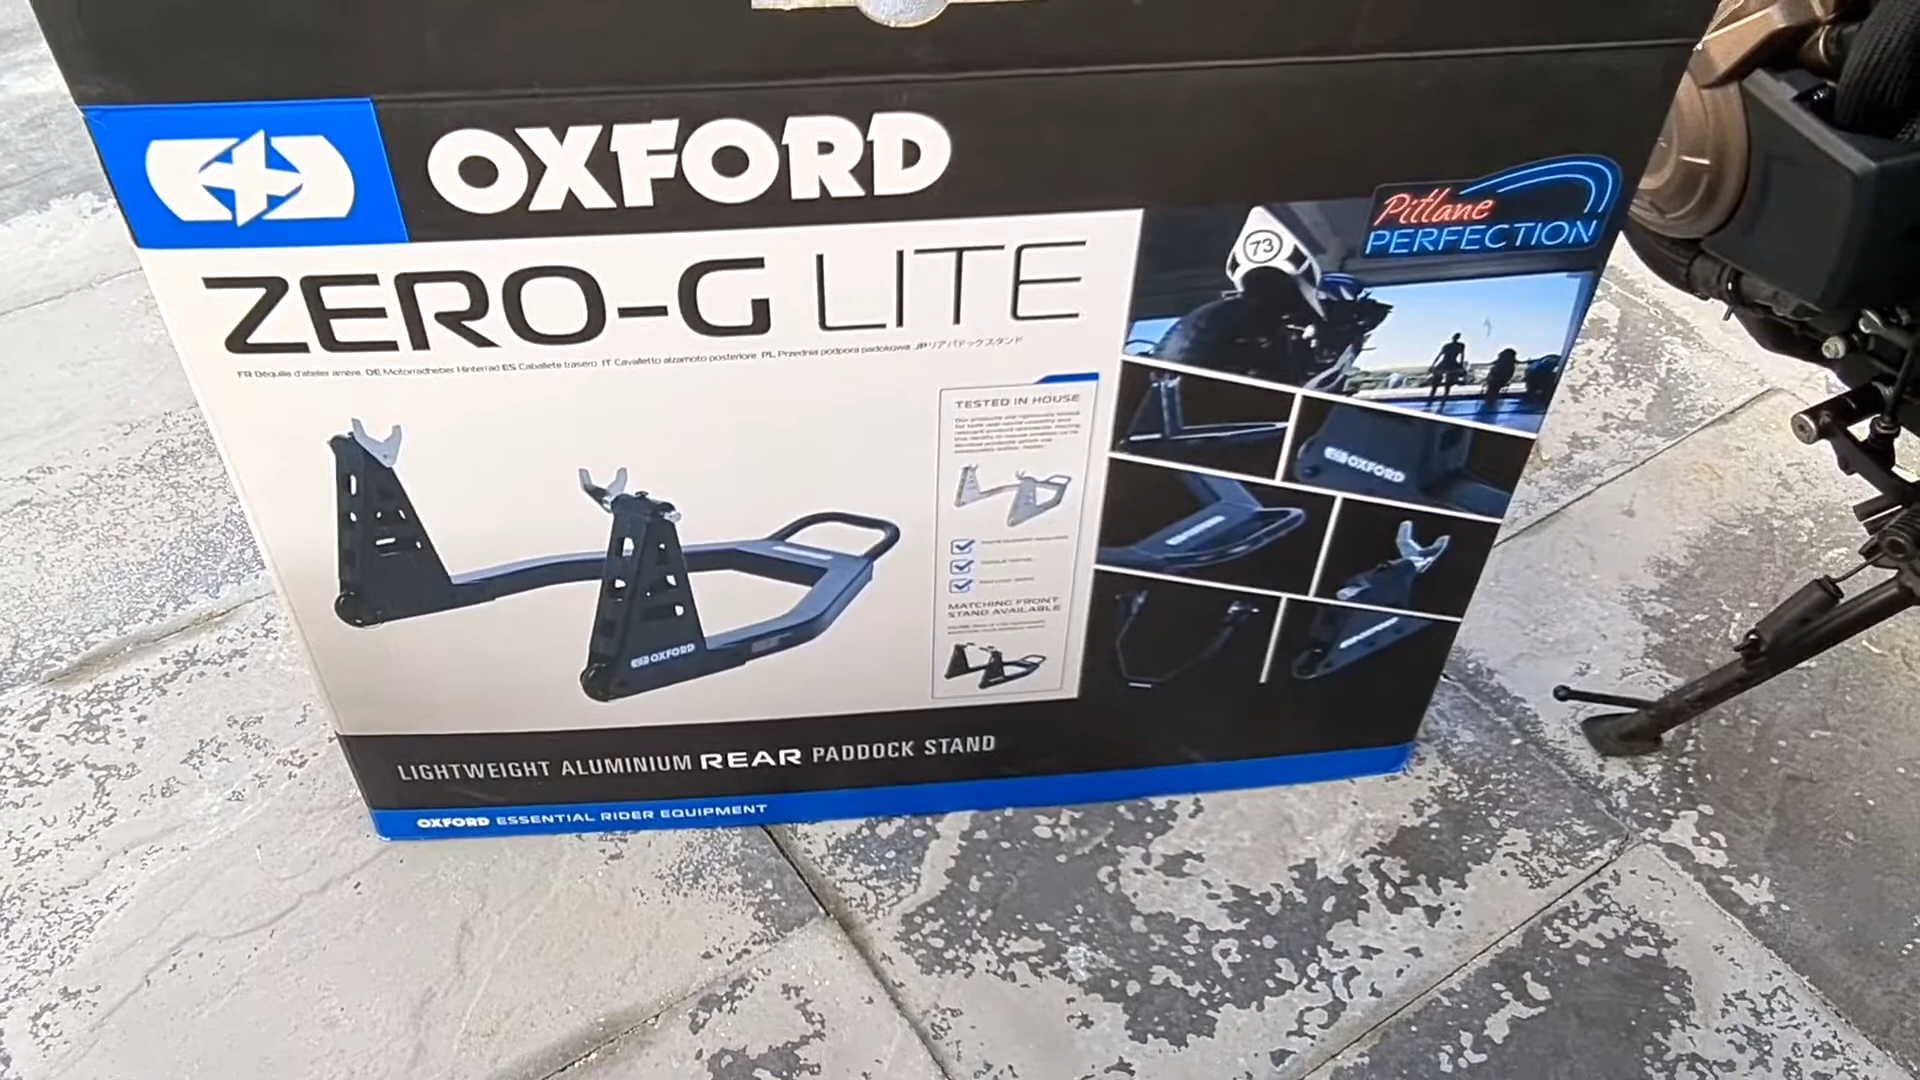 OXFORD
Pitlane
PERFECTION
73
ZERO-G LITE
FR Béquille d'atelier arrière DE Motorradheber Hinterrad ES Caballete trasero IT Cavalletto alzamoto posteriore PL Przednia podpora padokowa JPリアパドックスタンド
TESTED IN HOUSE
MATCHING FRONT
STAND AVAILABLE
OXFORD
OXFORD
LIGHTWEIGHT ALUMINIUM REAR PADDOCK STAND
OXFORD ESSENTIAL RIDER EQUIPMENT